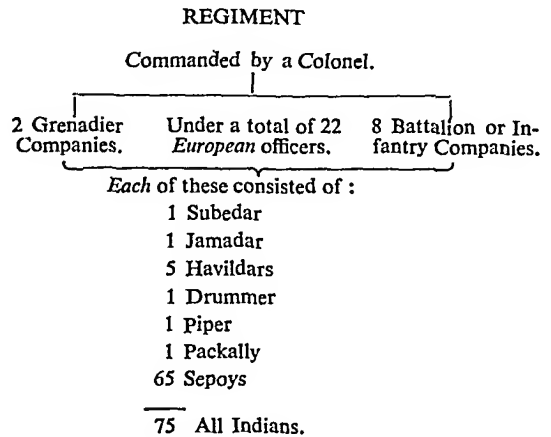 REGIMENT
Commanded by a Colonel.
2 Grenadier Companies.
Under a total of 22 European officers.
8 Battalion or In-
fantry Companies.
Each of these consisted of :
1 Subedar
1 Jamadar
5 Havildars
1 Drummer
1 Piper
1 Packally
65 Sepoys
75 All Indians.